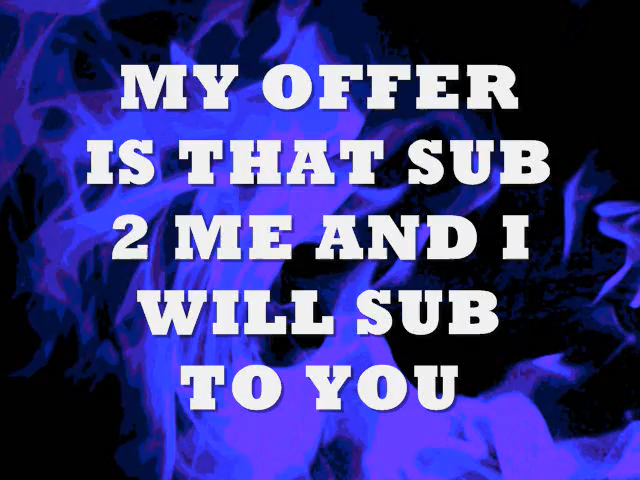 MY OFFER
IS THAT SUB
2 ME AND I
WILL SUB
TO YOU